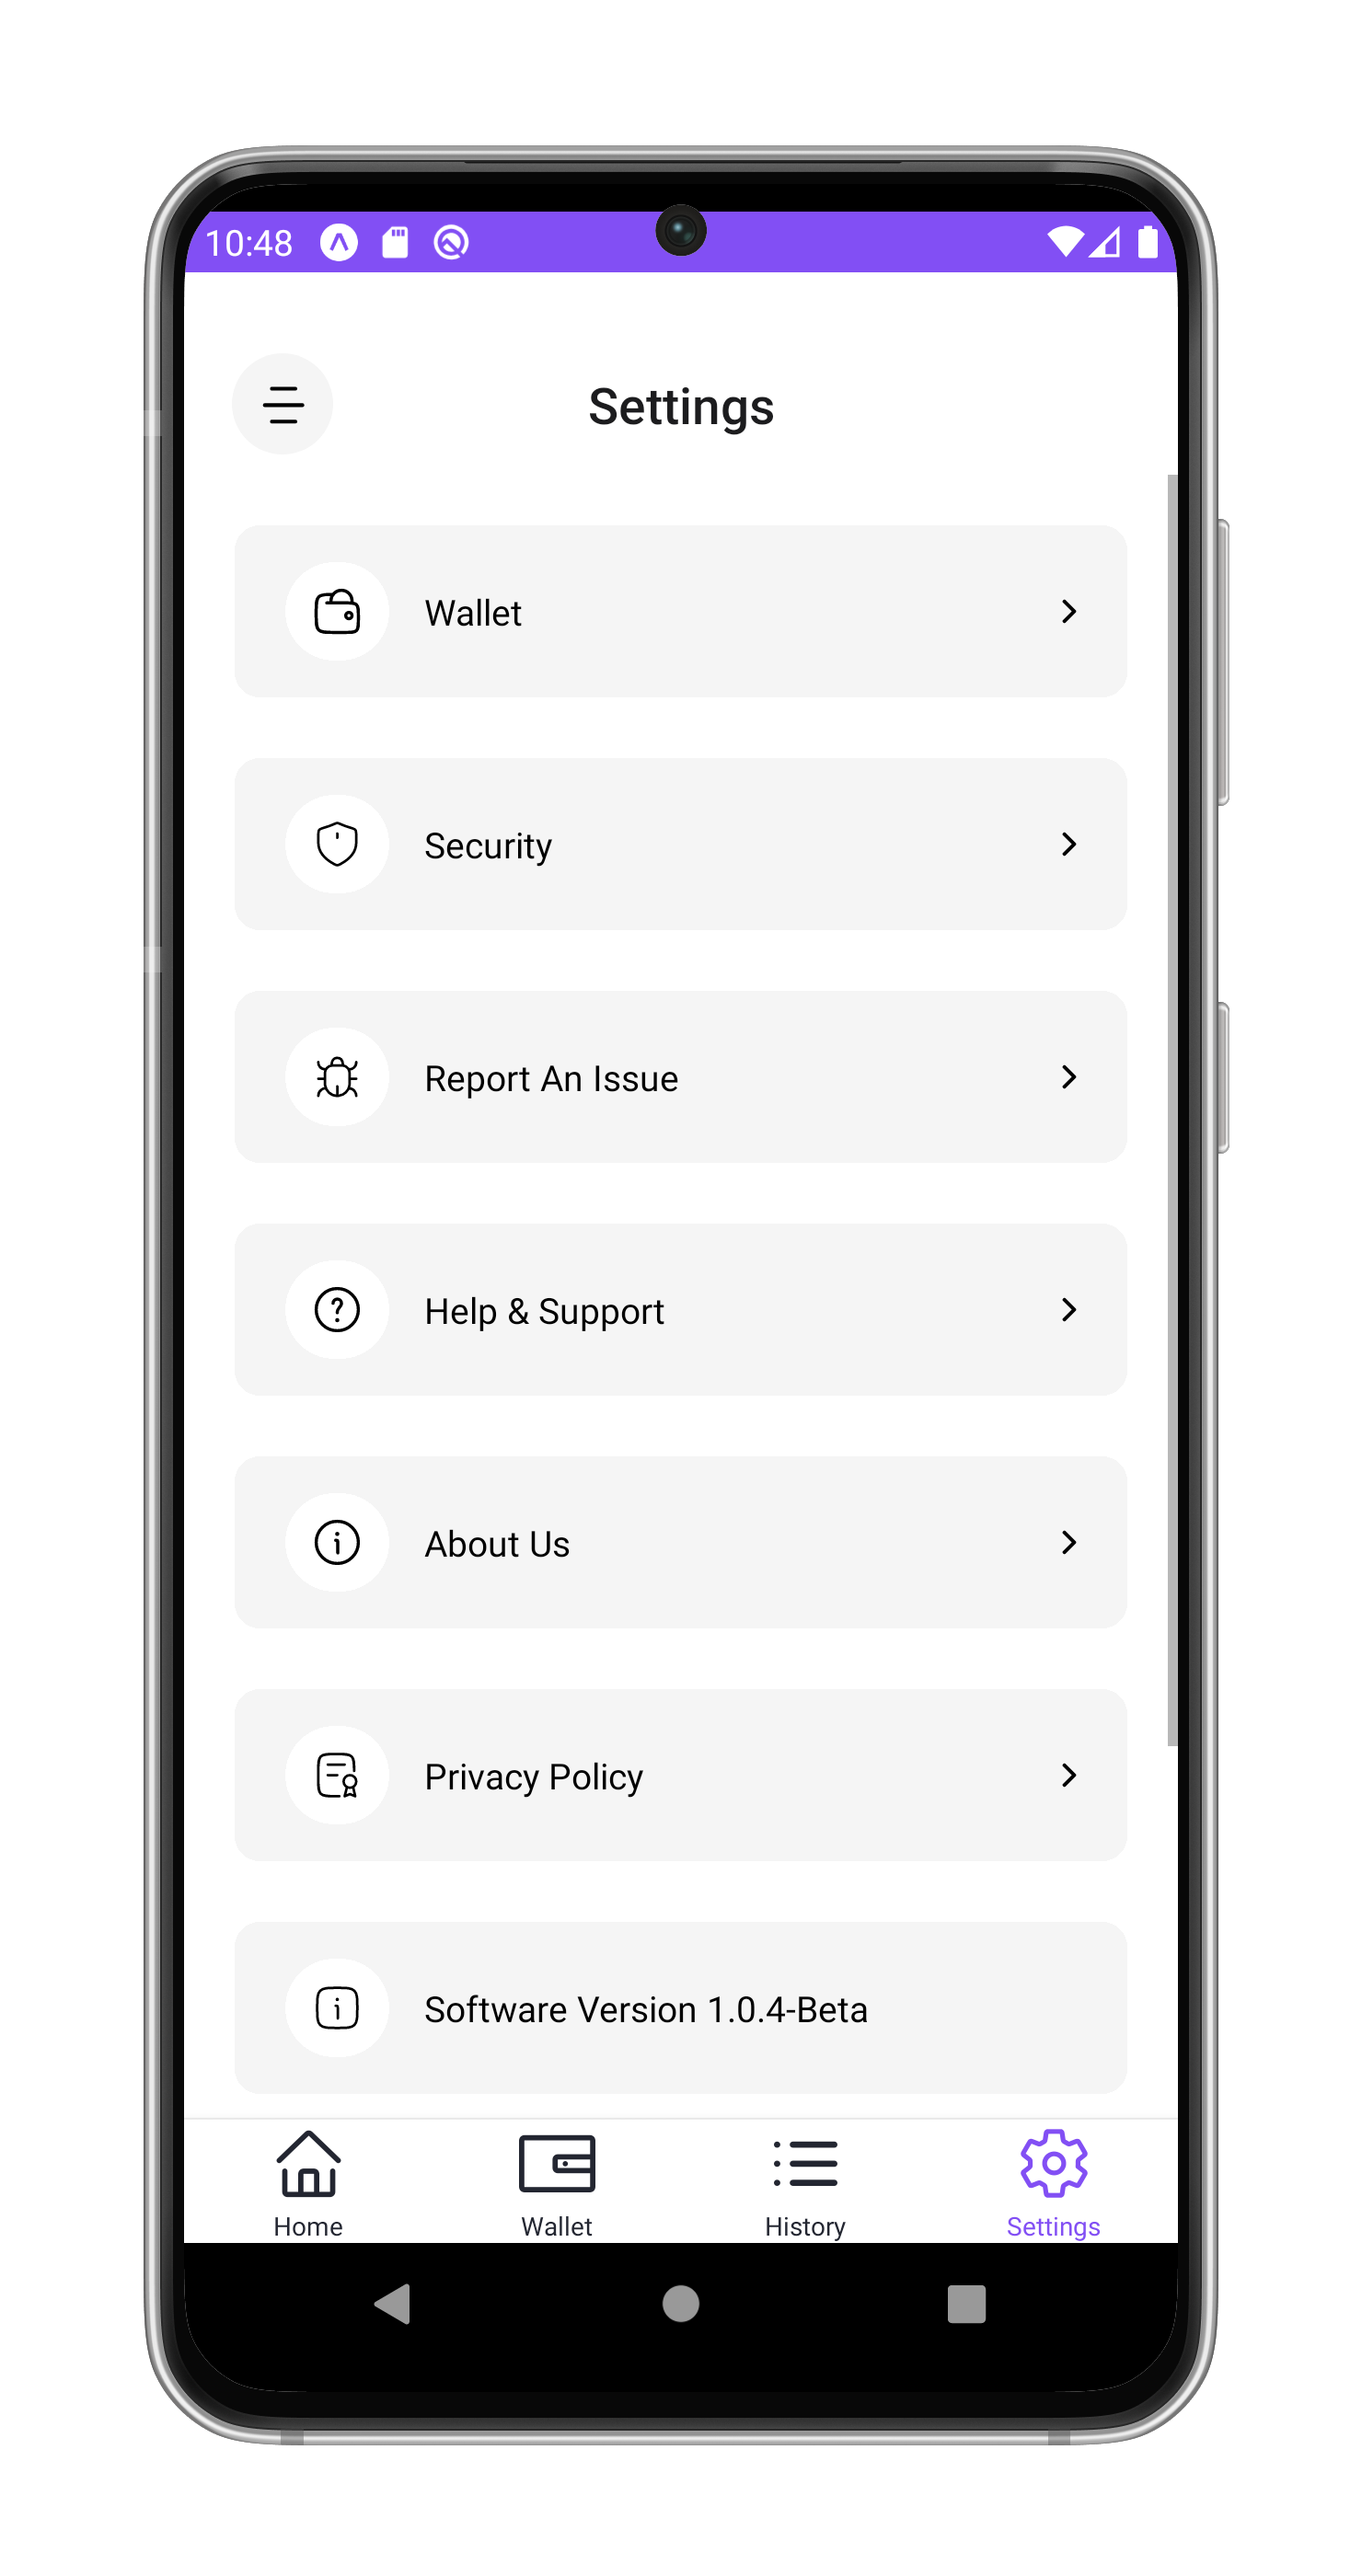 10:48
Settings
Wallet
Security
Report An Issue
Help & Support
About Us
Privacy Policy
Software Version 1.0.4-Beta
Home
Wallet
History
Settings